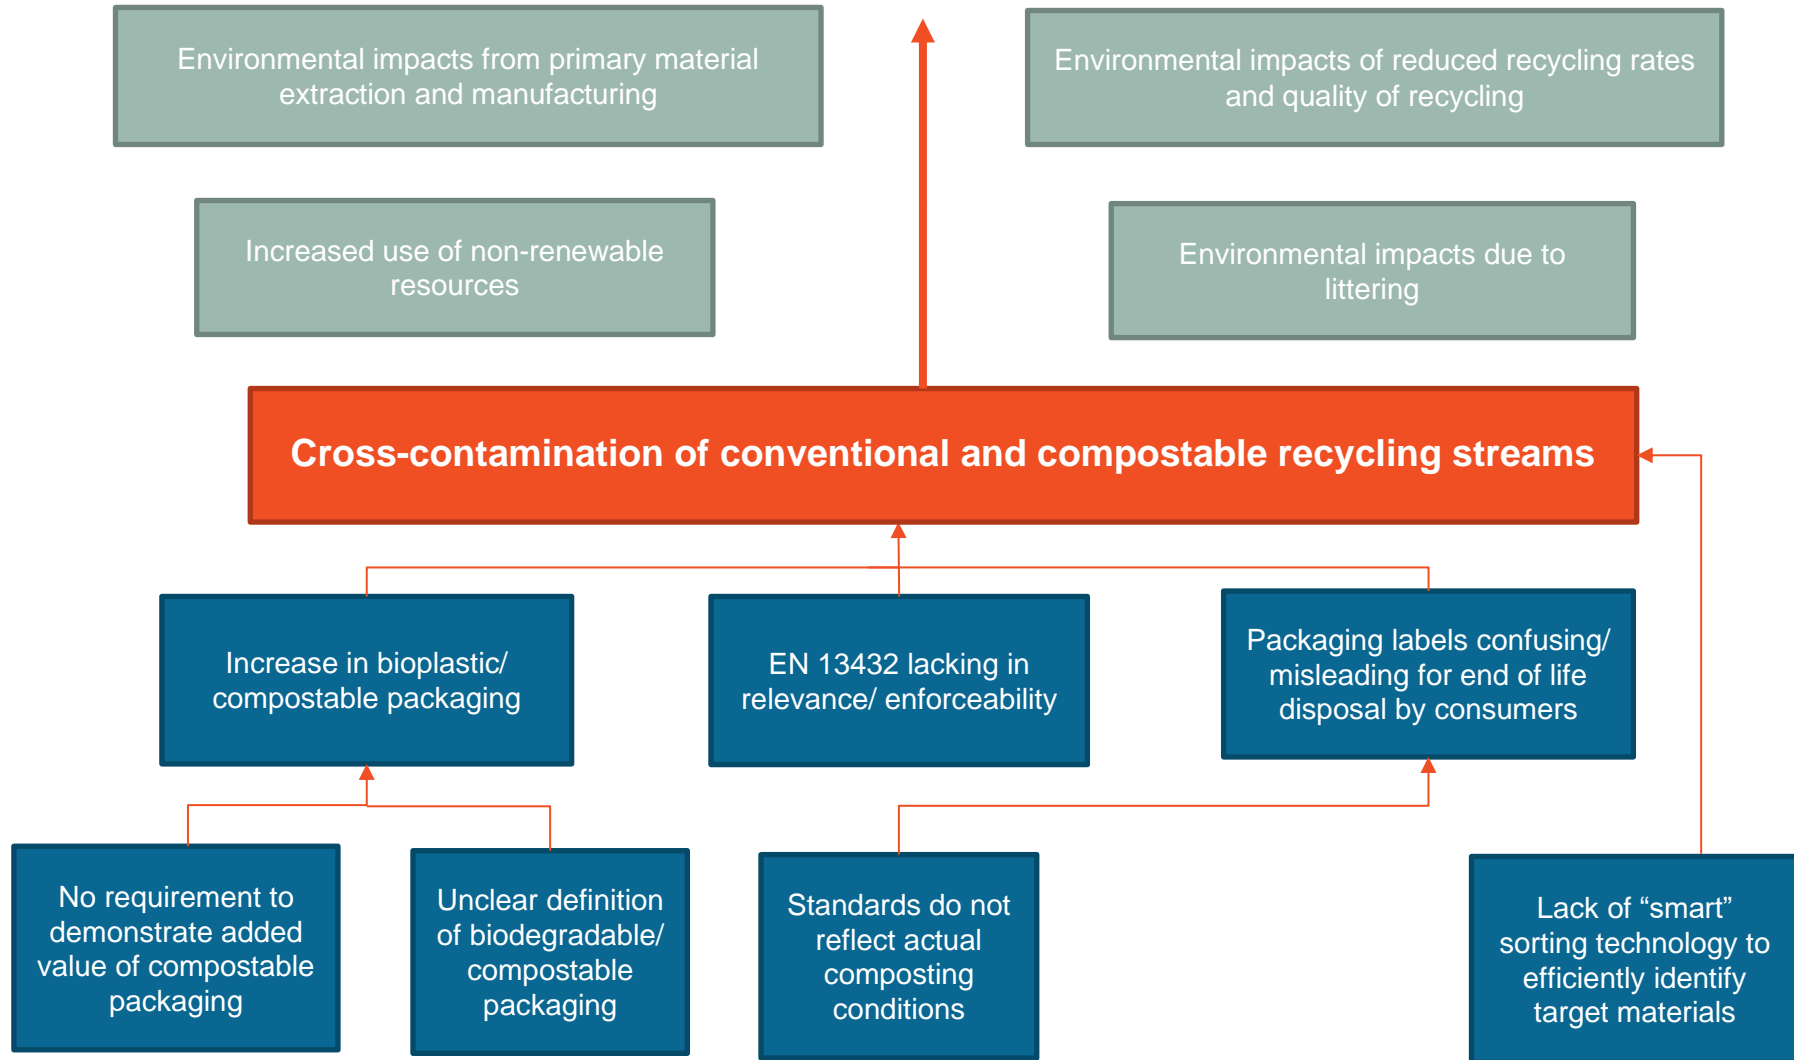 Environmental impacts from primary material
extraction and manufacturing
Environmental impacts of reduced recycling rates
and quality of recycling
Increased use of non-renewable
resources
Environmental impacts due to
littering
Cross-contamination of conventional and compostable recycling streams
Increase in bioplastic/
compostable packaging
EN 13432 lacking in
relevance/ enforceability
Packaging labels confusing/
misleading for end of life
disposal by consumers
No requirement to
demonstrate added
value of compostable
packaging
Unclear definition
of biodegradable/
compostable
packaging
Standards do not
reflect actual
composting
conditions
Lack of “smart”
sorting technology to
efficiently identify
target materials